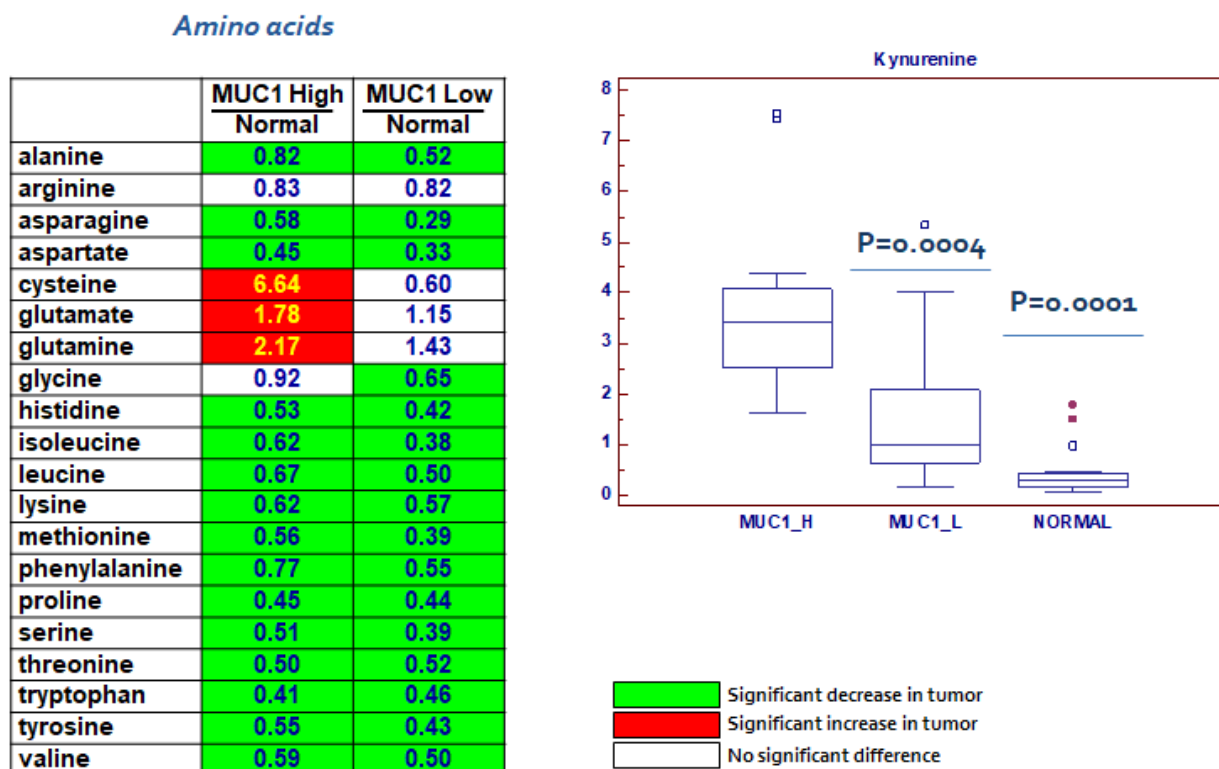 Amino acids
MUC1 High MUC1 Low
Normal Normal
alanine 0.82 0.52
arginine 0.83 0.82
asparagine 0.58 0.29
aspartate 0.45 0.33
cysteine 6.64 0.60
glutamate 1.78 1.15
glutamine 2.17 1.43
glycine 0.92 0.65
histidine 0.53 0.42
isoleucine 0.62 0.38
leucine 0.67 0.50
lysine 0.62 0.57
methionine 0.56 0.39
phenylalanine 0.77 0.55
proline 0.45 0.44
serine 0.51 0.39
threonine 0.50 0.52
tryptophan 0.41 0.46
tyrosine 0.55 0.43
valine 0.59 0.50
Kynurenine
8
7
6
5
4
3
2
1
0
P=0.0004
P=0.0001
MUC1_H MUC1_L NORMAL
Significant decrease in tumor
Significant increase in tumor
No significant difference